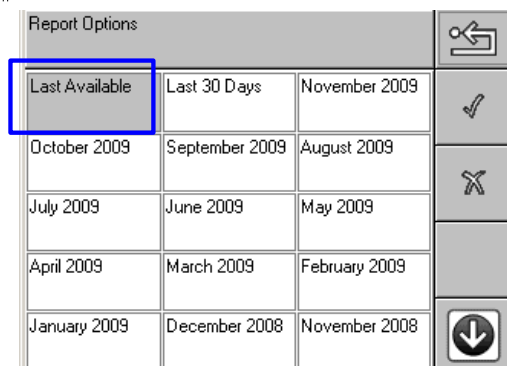 Report Options
Last Available Last 30 Days November 2009
October 2009 September 2009 August 2009
July 2009 June 2009 May 2009
April 2009 March 2009 February 2009
January 2009 December 2008 November 2008